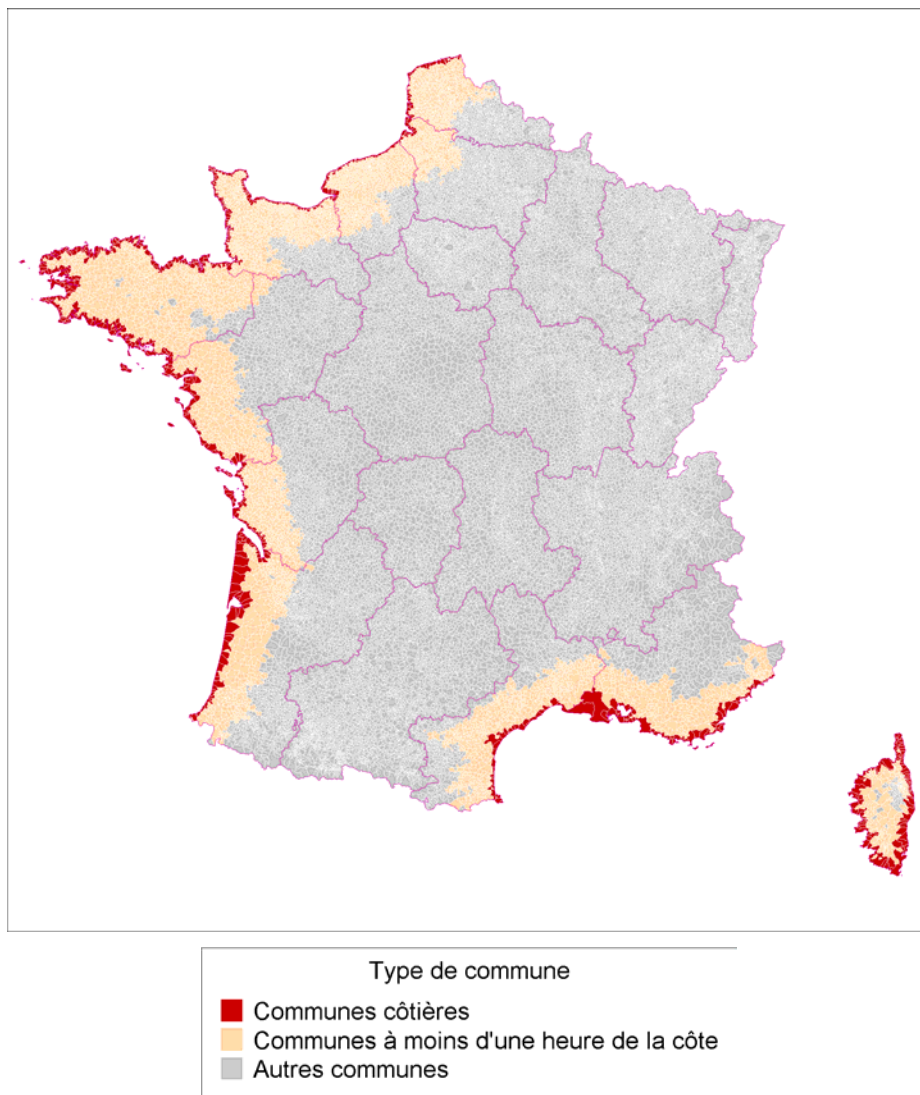 Type de commune
Communes côtières
Communes à moins d'une heure de la côte
Autres communes